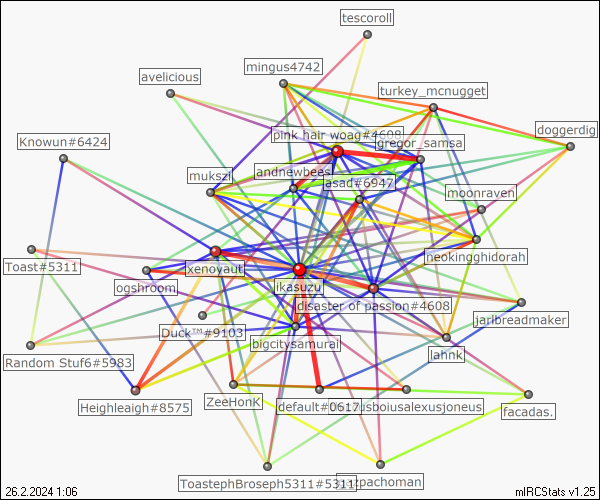 tescoroll
mingus4742
avelicious
turkey_mcnugget
doggerdig
pink hair woag#4608
Knowun#6424
gregor_samsa
andnewbees
mukszi
asad#6947
moonraven
neokingghidorah
Toast#5311
xenoyaut
ogshroom
ikasuzu
disaster of passion#4608
jarlbreadmaker
Duck™#9103
bigcitysamurai
lahnk
Random Stuf6#5983
Heighleaigh#8575
ZeeHonK
default#0617
usboiusalexusjoneus
facadas.
ToastephBroseph5311#5311
zpachoman
26.2.2024 1:06
mIRCStats v1.25